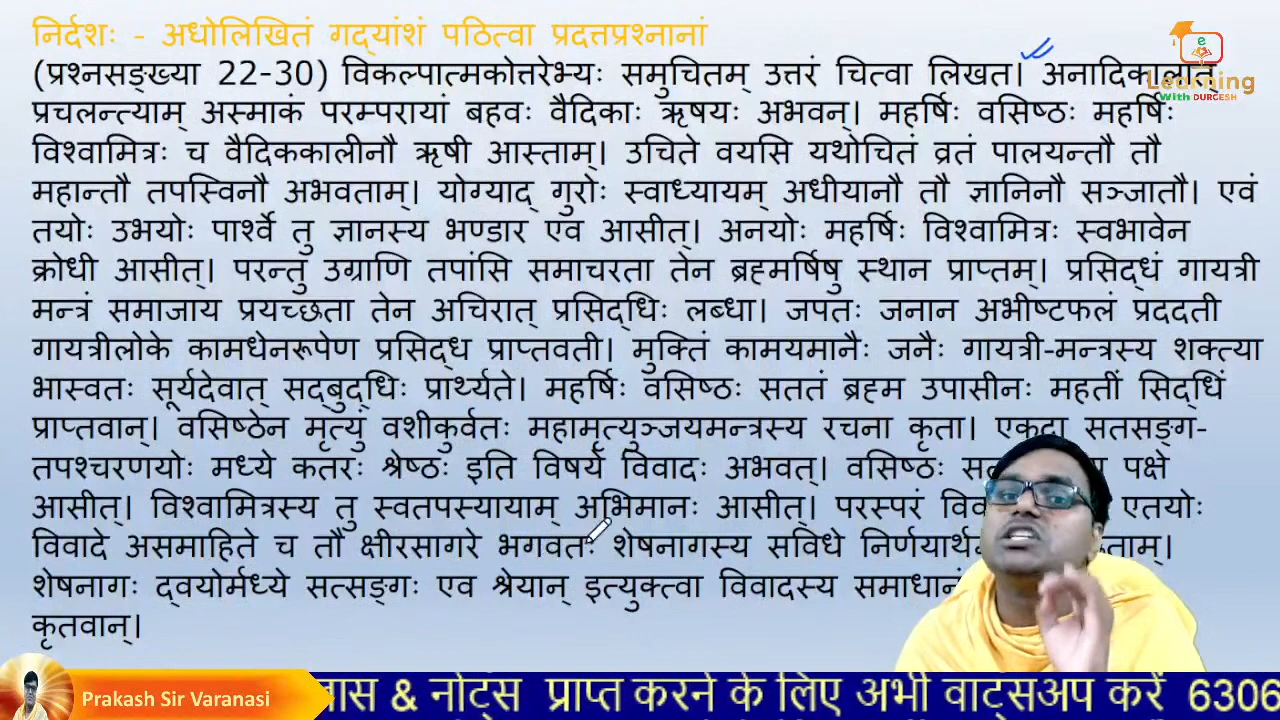 निर्दशः - अधोलिखितं गद्यांशं पठित्वा प्रदत्तप्रश्नानां
(प्रश्नसङ्ख्या 22-30) विकल्पात्मकोत्तरेभ्यः समुचितम् उत्तरं चित्वा लिखत। अनादिकालात्
प्रचलन्त्याम् अस्माकं परम्परायां बहवः वैदिकाः ऋषयः अभवन्। महर्षिः वसिष्ठः महर्षिः
विश्वामित्रः च वैदिककालीनौ ऋषी आस्ताम्। उचिते वयसि यथोचितं व्रतं पालयन्तौ तौ
महान्तौ तपस्विनौ अभवताम्। योग्याद् गुरोः स्वाध्यायम् अधीयानौ तौ ज्ञानिनौ सञ्जातौ। एवं
तयोः उभयोः पार्श्वे तु ज्ञानस्य भण्डार एव आसीत्। अनयोः महर्षिः विश्वामित्रः स्वभावेन
क्रोधी आसीत्। परन्तु उग्राणि तपांसि समाचरता तेन ब्रह्मर्षिषु स्थान प्राप्तम्। प्रसिद्धं गायत्री
मन्त्रं समाजाय प्रयच्छता तेन अचिरात् प्रसिद्धिः लब्धा। जपतः जनान अभीष्टफलं प्रददती
गायत्रीलोके कामधेनरूपेण प्रसिद्ध प्राप्तवती। मुक्तिं कामयमानैः जनैः गायत्री-मन्त्रस्य शक्त्या
भास्वतः सूर्यदेवात् सद्बुद्धिः प्रार्थ्यते। महर्षिः वसिष्ठः सततं ब्रह्म उपासीनः महतीं सिद्धिं
प्राप्तवान्। वसिष्ठेन मृत्युं वशीकुर्वतः महामृत्युञ्जयमन्त्रस्य रचना कृता। एकदा सतसङ्ग-
तपश्चरणयोः मध्ये कतरः श्रेष्ठः इति विषये विवादः अभवत्। वसिष्ठः पक्षे
आसीत्। विश्वामित्रस्य तु स्वतपस्यायाम् अभिमानः आसीत्। परस्परं एतयोः
विवादे असमाहिते च तौ क्षीरसागरे भगवतः शेषनागस्य सविधे
शेषनागः द्वयोर्मध्ये सत्सङ्गः एव श्रेयान् इत्युक्त्वा विवादस्य
कृतवान्।
e
Learning
With DURGESH
Prakash Sir Varanasi
क्लास & नोट्स प्राप्त करने के लिए अभी वाट्सअप करें 6306